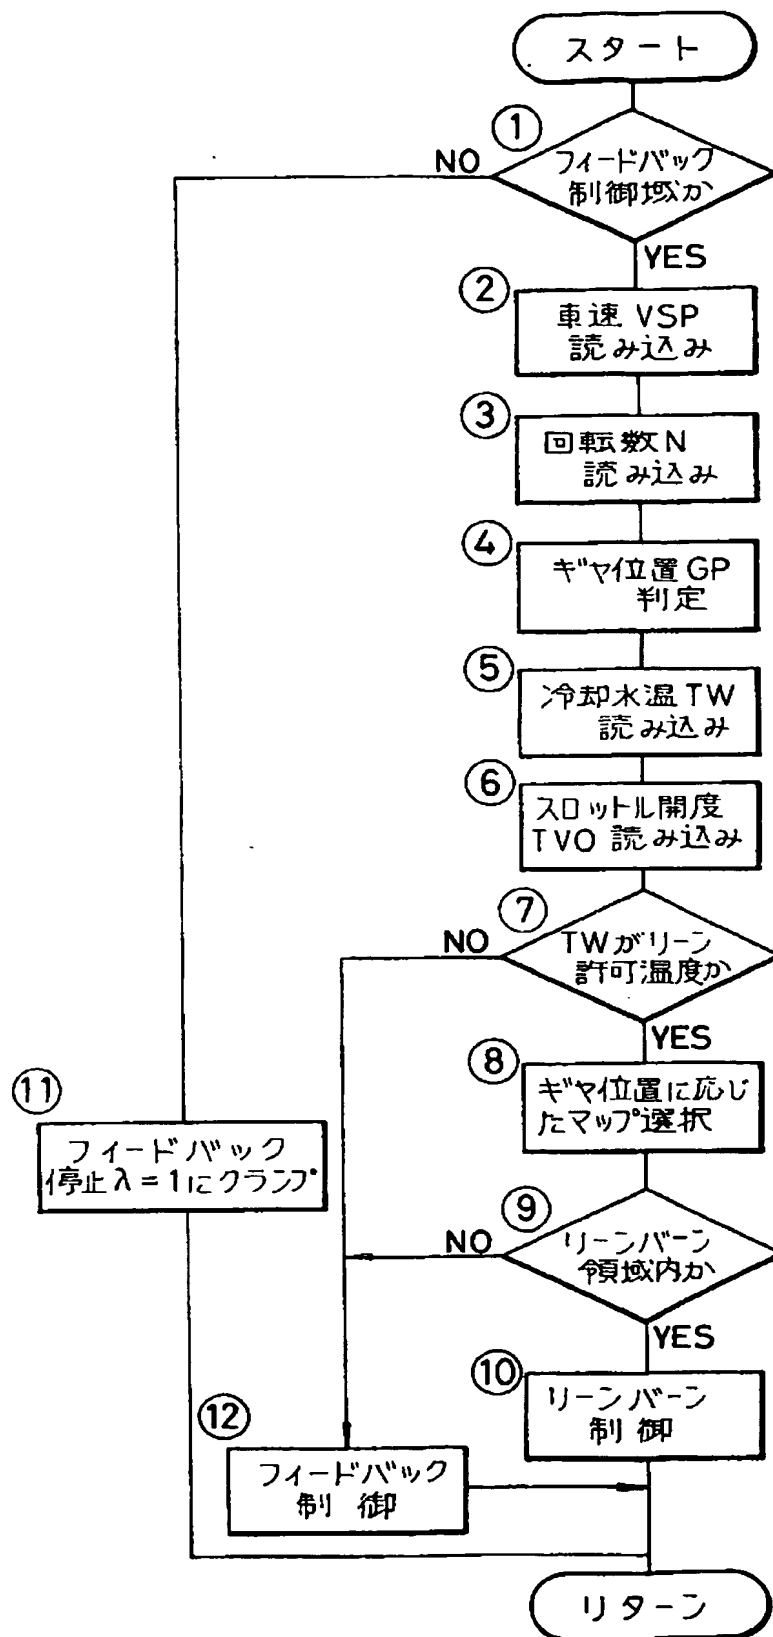 スタート
①
NO
フィードバック
制御域か
YES
②
車速 VSP
読み込み
③
回転数 N
読み込み
④
ギヤ位置 GP
判定
⑤
冷却水温 TW
読み込み
⑥
スロットル開度
TVO 読み込み
⑦
NO
TWがリーン
許可温度か
YES
⑧
ギヤ位置に応じ
たマップ選択
⑪
フィードバック
停止λ=1にクランプ
⑨
NO
リーンバーン
領域内か
YES
⑩
リーンバーン
制御
⑫
フィードバック
制 御
リターン